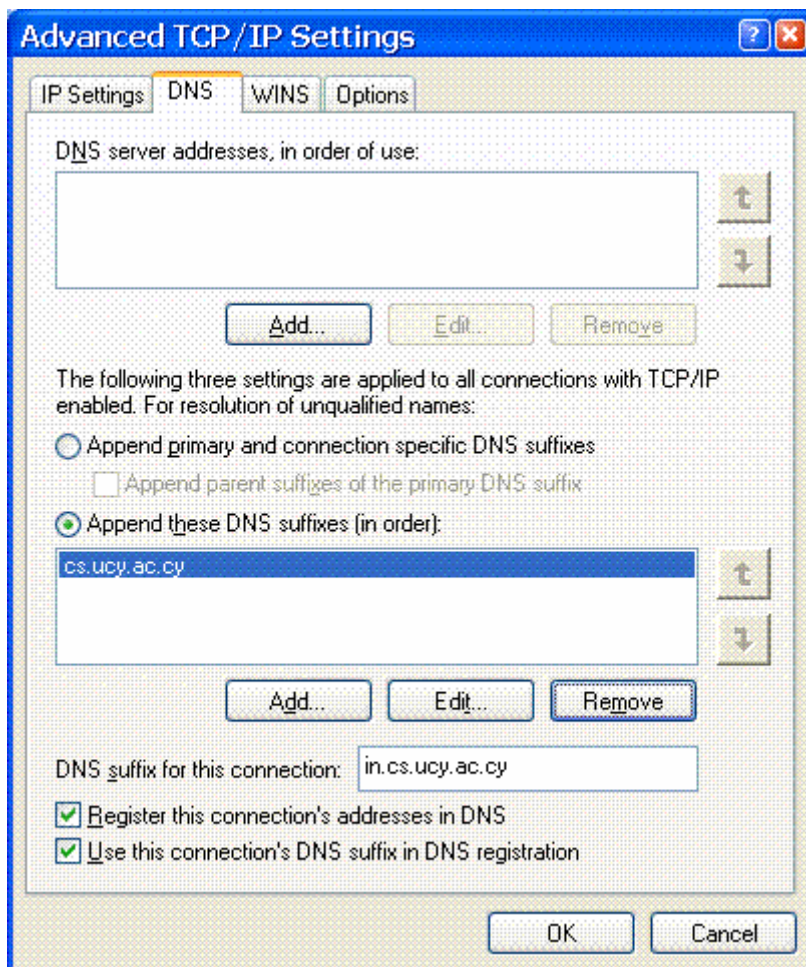 Advanced TCP/IP Settings
IP Settings DNS WINS Options
DNS server addresses, in order of use:
Add... Edit... Remove
The following three settings are applied to all connections with TCP/IP
enabled. For resolution of unqualified names:
Append primary and connection specific DNS suffixes
Append parent suffixes of the primary DNS suffix
Append these DNS suffixes (in order):
cs.ucy.ac.cy
Add... Edit... Remove
DNS suffix for this connection: in.cs.ucy.ac.cy
Register this connection's addresses in DNS
Use this connection's DNS suffix in DNS registration
OK Cancel